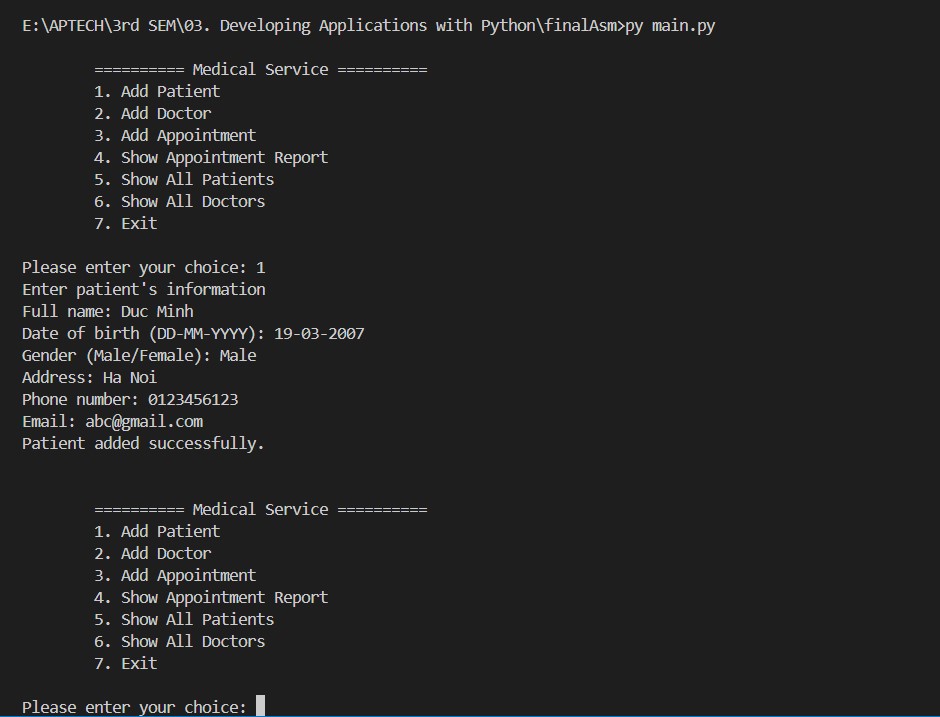 E:\APTECH\3rd SEM\03. Developing Applications with Python\finalAsm>py main.py
========== Medical Service ==========
1. Add Patient
2. Add Doctor
3. Add Appointment
4. Show Appointment Report
5. Show All Patients
6. Show All Doctors
7. Exit
Please enter your choice: 1
Enter patient's information
Full name: Duc Minh
Date of birth (DD-MM-YYYY): 19-03-2007
Gender (Male/Female): Male
Address: Ha Noi
Phone number: 0123456123
Email: abc@gmail.com
Patient added successfully.
========== Medical Service ==========
1. Add Patient
2. Add Doctor
3. Add Appointment
4. Show Appointment Report
5. Show All Patients
6. Show All Doctors
7. Exit
Please enter your choice: